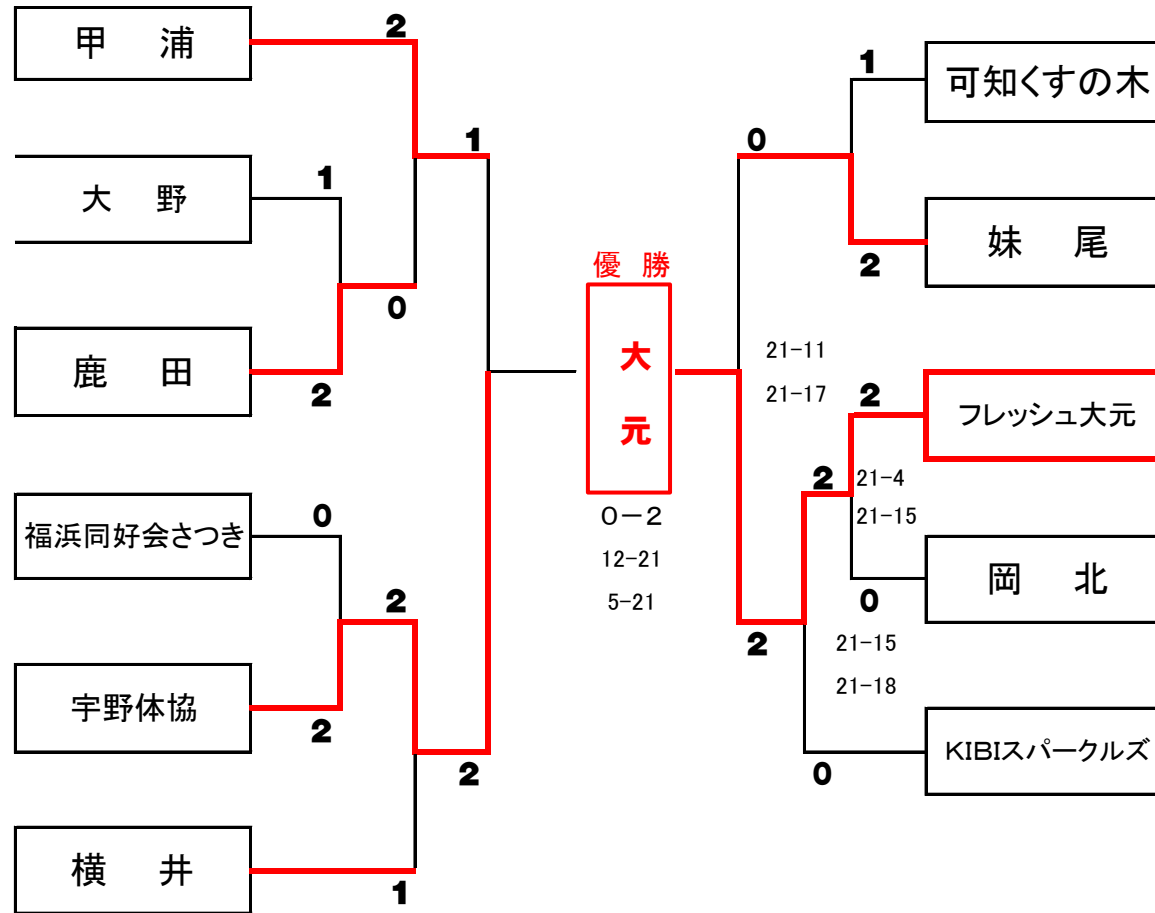 甲　浦
2
大　野
1
1
0
鹿　田
2
福浜同好会さつき
0
2
宇野体協
2
2
横　井
1
優 勝
大
元
0－2
12-21
5-21
1
可知くすの木
0
妹　尾
2
21-11
21-17
2
フレッシュ大元
2
21-4
21-15
岡　北
0
2
21-15
21-18
KIBIスパークルズ
0